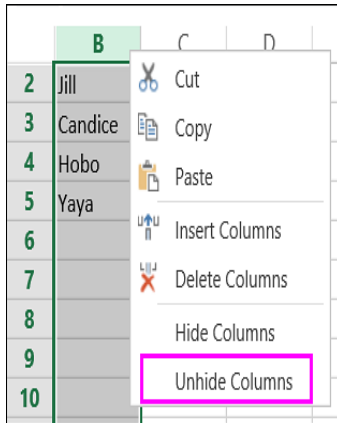 B C D
2 Jill
3 Candice
4 Hobo
5 Yaya
6
7
8
9
10
Cut
Copy
Paste
Insert Columns
Delete Columns
Hide Columns
Unhide Columns